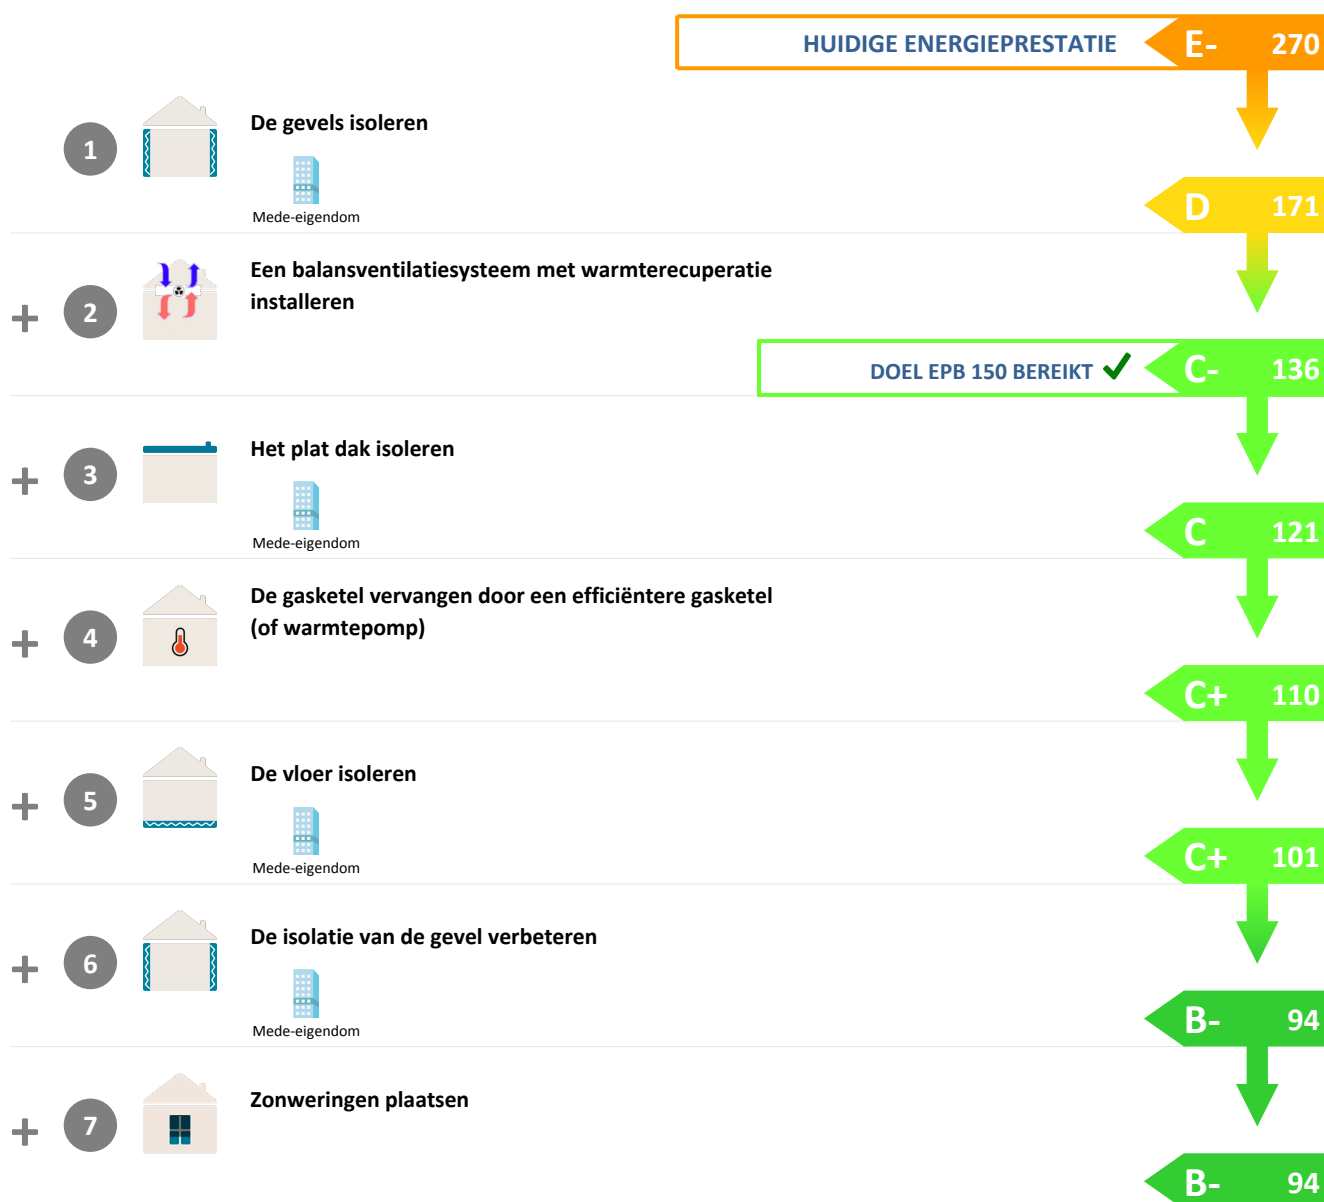 HUIDIGE ENERGIEPRESTATIE E- 270
1 De gevels isoleren
Mede-eigendom
D 171
+ 2 Een balansventilatiesysteem met warmterecuperatie
installeren
DOEL EPB 150 BEREIKT ✓ C- 136
+ 3 Het plat dak isoleren
Mede-eigendom
C 121
+ 4 De gasketel vervangen door een efficiëntere gasketel
(of warmtepomp)
C+ 110
+ 5 De vloer isoleren
Mede-eigendom
C+ 101
+ 6 De isolatie van de gevel verbeteren
Mede-eigendom
B- 94
+ 7 Zonweringen plaatsen
B- 94